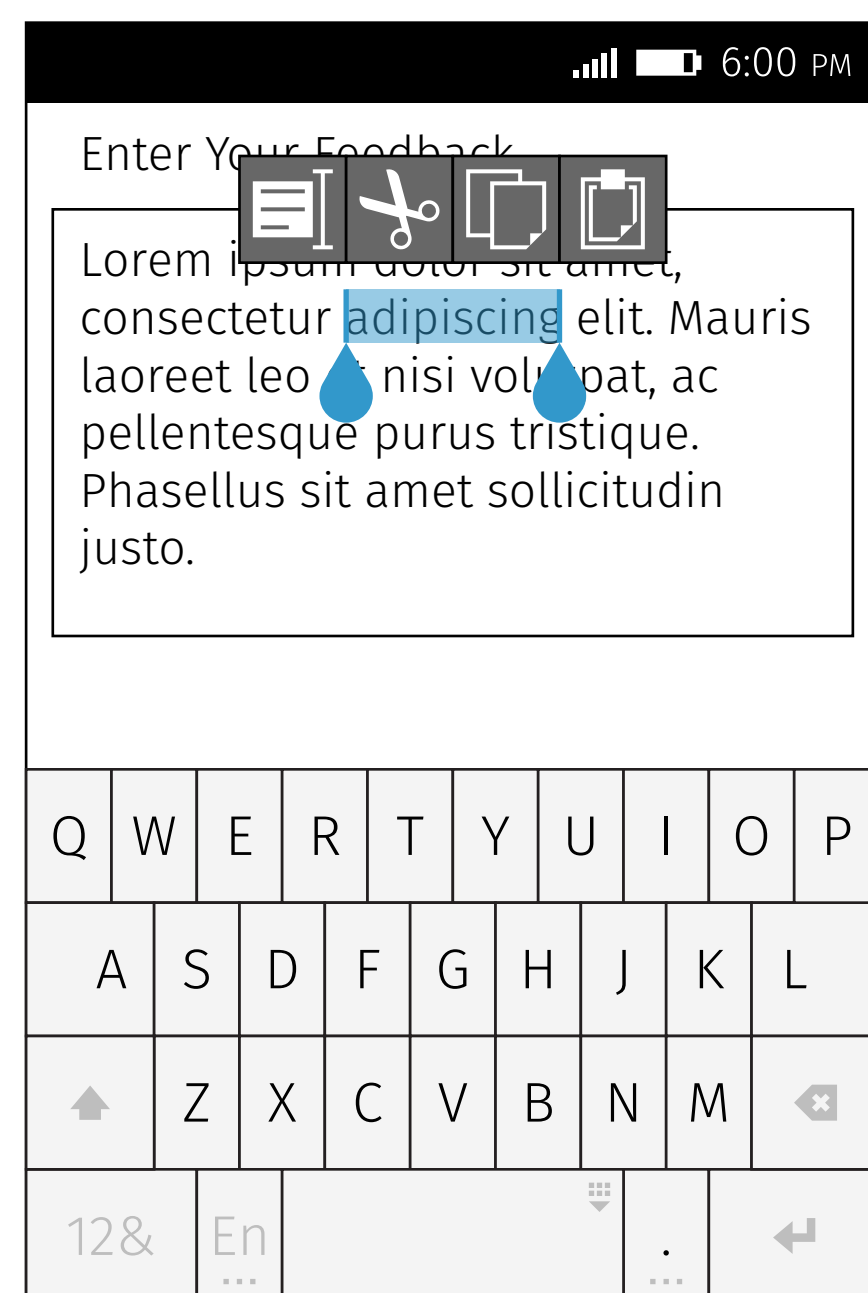 6:00 PM
Enter Your Feedback
Lorem ipsum dolor sit amet,
consectetur adipiscing elit. Mauris
laoreet leo nisi volutpat, ac
pellentesque purus tristique.
Phasellus sit amet sollicitudin
justo.
Q W E R T Y U I O P
A S D F G H J K L
Z X C V B N M
12& En .
... ...